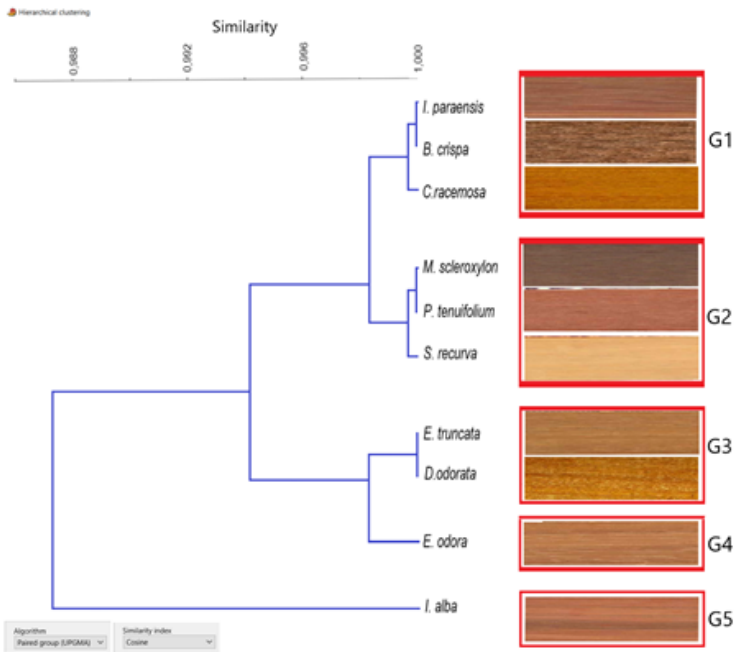 Hierarchical clustering
Similarity
0,988
0,992
0,996
1,000
I. paraensis
B. crispa
C.racemosa
G1
M. scleroxylon
P. tenuifolium
S. recurva
G2
E. truncata
D.odorata
G3
E. odora
G4
I. alba
G5
Algorithm
Paired group (UPGMA)
Similarity index
Cosine